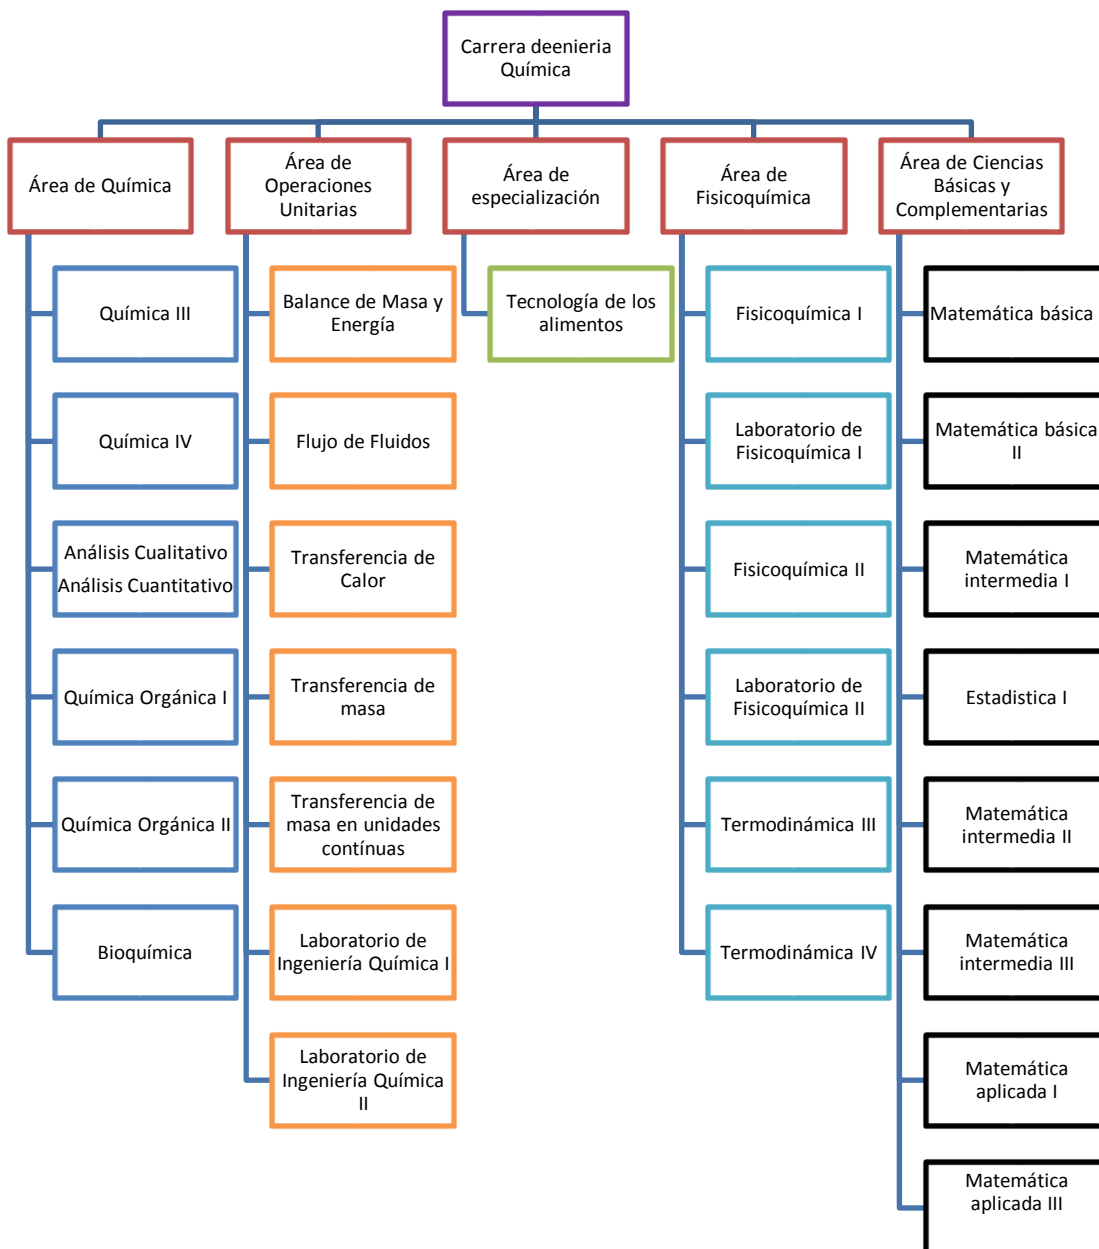 Carrera deenieria
Química
Área de Química
Área de
Operaciones
Unitarias
Área de
especialización
Área de
Fisicoquímica
Área de Ciencias
Básicas y
Complementarias
Química III
Química IV
Análisis Cualitativo
Análisis Cuantitativo
Química Orgánica I
Química Orgánica II
Bioquímica
Balance de Masa y
Energía
Flujo de Fluidos
Transferencia de
Calor
Transferencia de
masa
Transferencia de
masa en unidades
contínuas
Laboratorio de
Ingeniería Química I
Laboratorio de
Ingeniería Química
II
Tecnología de los
alimentos
Fisicoquímica I
Laboratorio de
Fisicoquímica I
Fisicoquímica II
Laboratorio de
Fisicoquímica II
Termodinámica III
Termodinámica IV
Matemática básica
Matemática básica
II
Matemática
intermedia I
Estadistica I
Matemática
intermedia II
Matemática
intermedia III
Matemática
aplicada I
Matemática
aplicada III